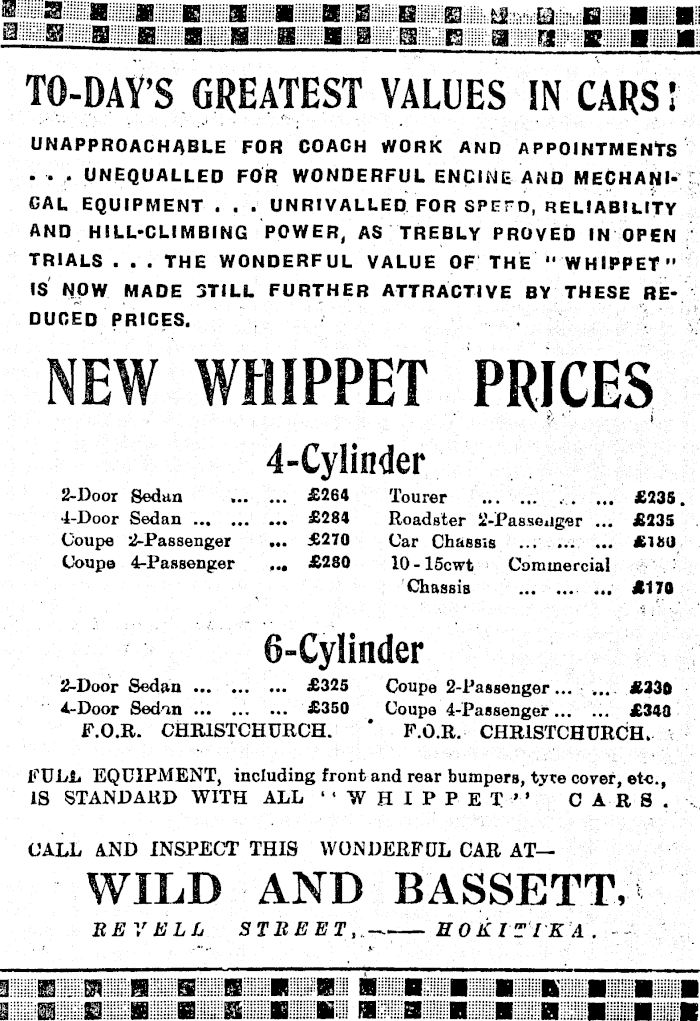 TO-DAY'S GREATEST VALUES IN CARS!
UNAPPROACHABLE FOR COACH WORK AND APPOINTMENTS
... UNEQUALLED FOR WONDERFUL ENGINE AND MECHANI-
CAL EQUIPMENT ... UNRIVALLED FOR SPEED, RELIABILITY
AND HILL-CLIMBING POWER, AS TREBLY PROVED IN OPEN
TRIALS ... THE WONDERFUL VALUE OF THE "WHIPPET"
IS NOW MADE STILL FURTHER ATTRACTIVE BY THESE RE-
DUCED PRICES.
NEW WHIPPET PRICES
4-Cylinder
2-Door Sedan ... ... £264
4-Door Sedan ... ... ... £284
Coupe 2-Passenger ... £270
Coupe 4-Passenger ... £280
Tourer ... ... ... ... £235.
Roadster 2-Passenger ... £235
Car Chassis ... ... ... £180
10-15cwt Commercial
Chassis ... ... ... £170
6-Cylinder
2-Door Sedan ... ... ... £325
4-Door Sedan ... ... ... £350
F.O.R. CHRISTCHURCH.
Coupe 2-Passenger ... ... £330
Coupe 4-Passenger ... ... £340
F.O.R. CHRISTCHURCH.
FULL EQUIPMENT, including front and rear bumpers, tyre cover, etc.,
IS STANDARD WITH ALL "WHIPPET" CARS.
CALL AND INSPECT THIS WONDERFUL CAR AT—
WILD AND BASSETT,
REVELL STREET, —— HOKITIKA.